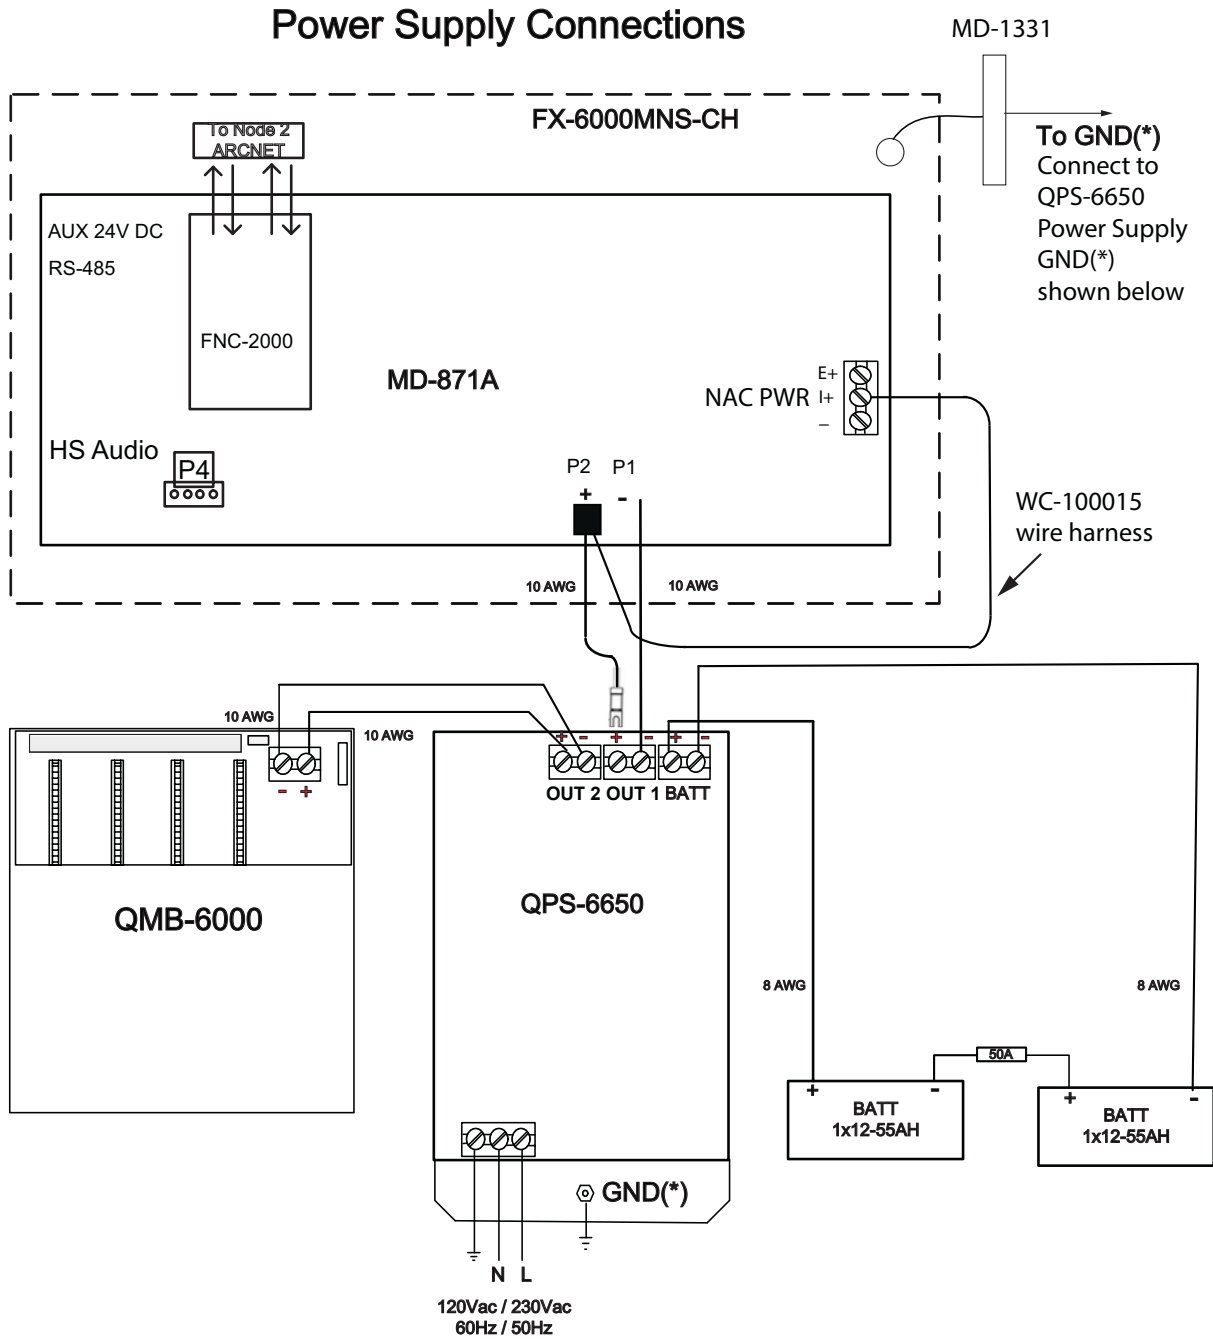 Power Supply Connections
MD-1331
FX-6000MNS-CH
To Node 2
ARCNET
To GND(*)
Connect to
QPS-6650
Power Supply
GND(*)
shown below
AUX 24V DC
RS-485
FNC-2000
MD-871A
E+
NAC PWR I+
–
HS Audio
P4
P2 P1
+ -
WC-100015
wire harness
10 AWG 10 AWG
10 AWG
10 AWG
+ - + - + -
OUT 2 OUT 1 BATT
- +
QMB-6000
QPS-6650
8 AWG
8 AWG
50A
+ -
BATT
1x12-55AH
+ -
BATT
1x12-55AH
GND(*)
N L
120Vac / 230Vac
60Hz / 50Hz